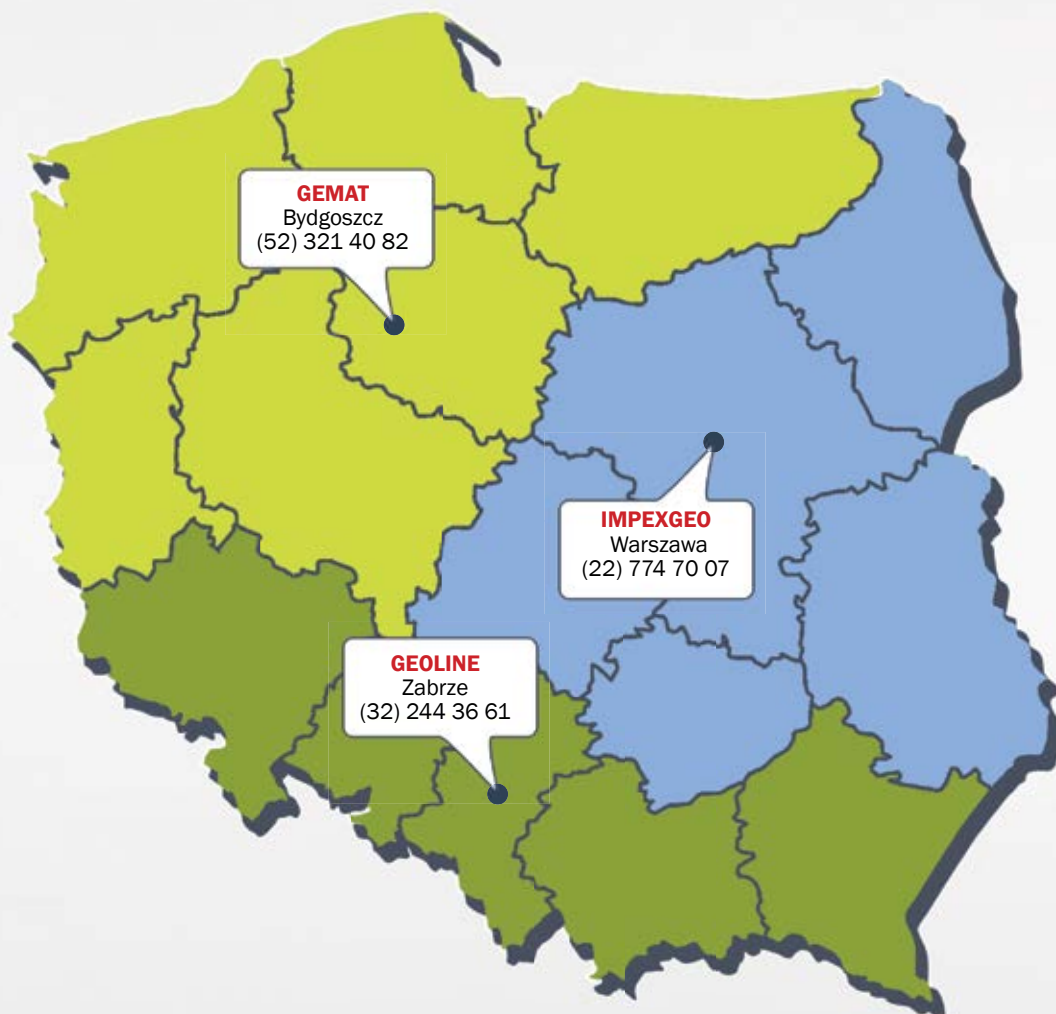 GEMAT
Bydgoszcz
(52) 321 40 82
IMPEXGEO
Warszawa
(22) 774 70 07
GEOLINE
Zabrze
(32) 244 36 61